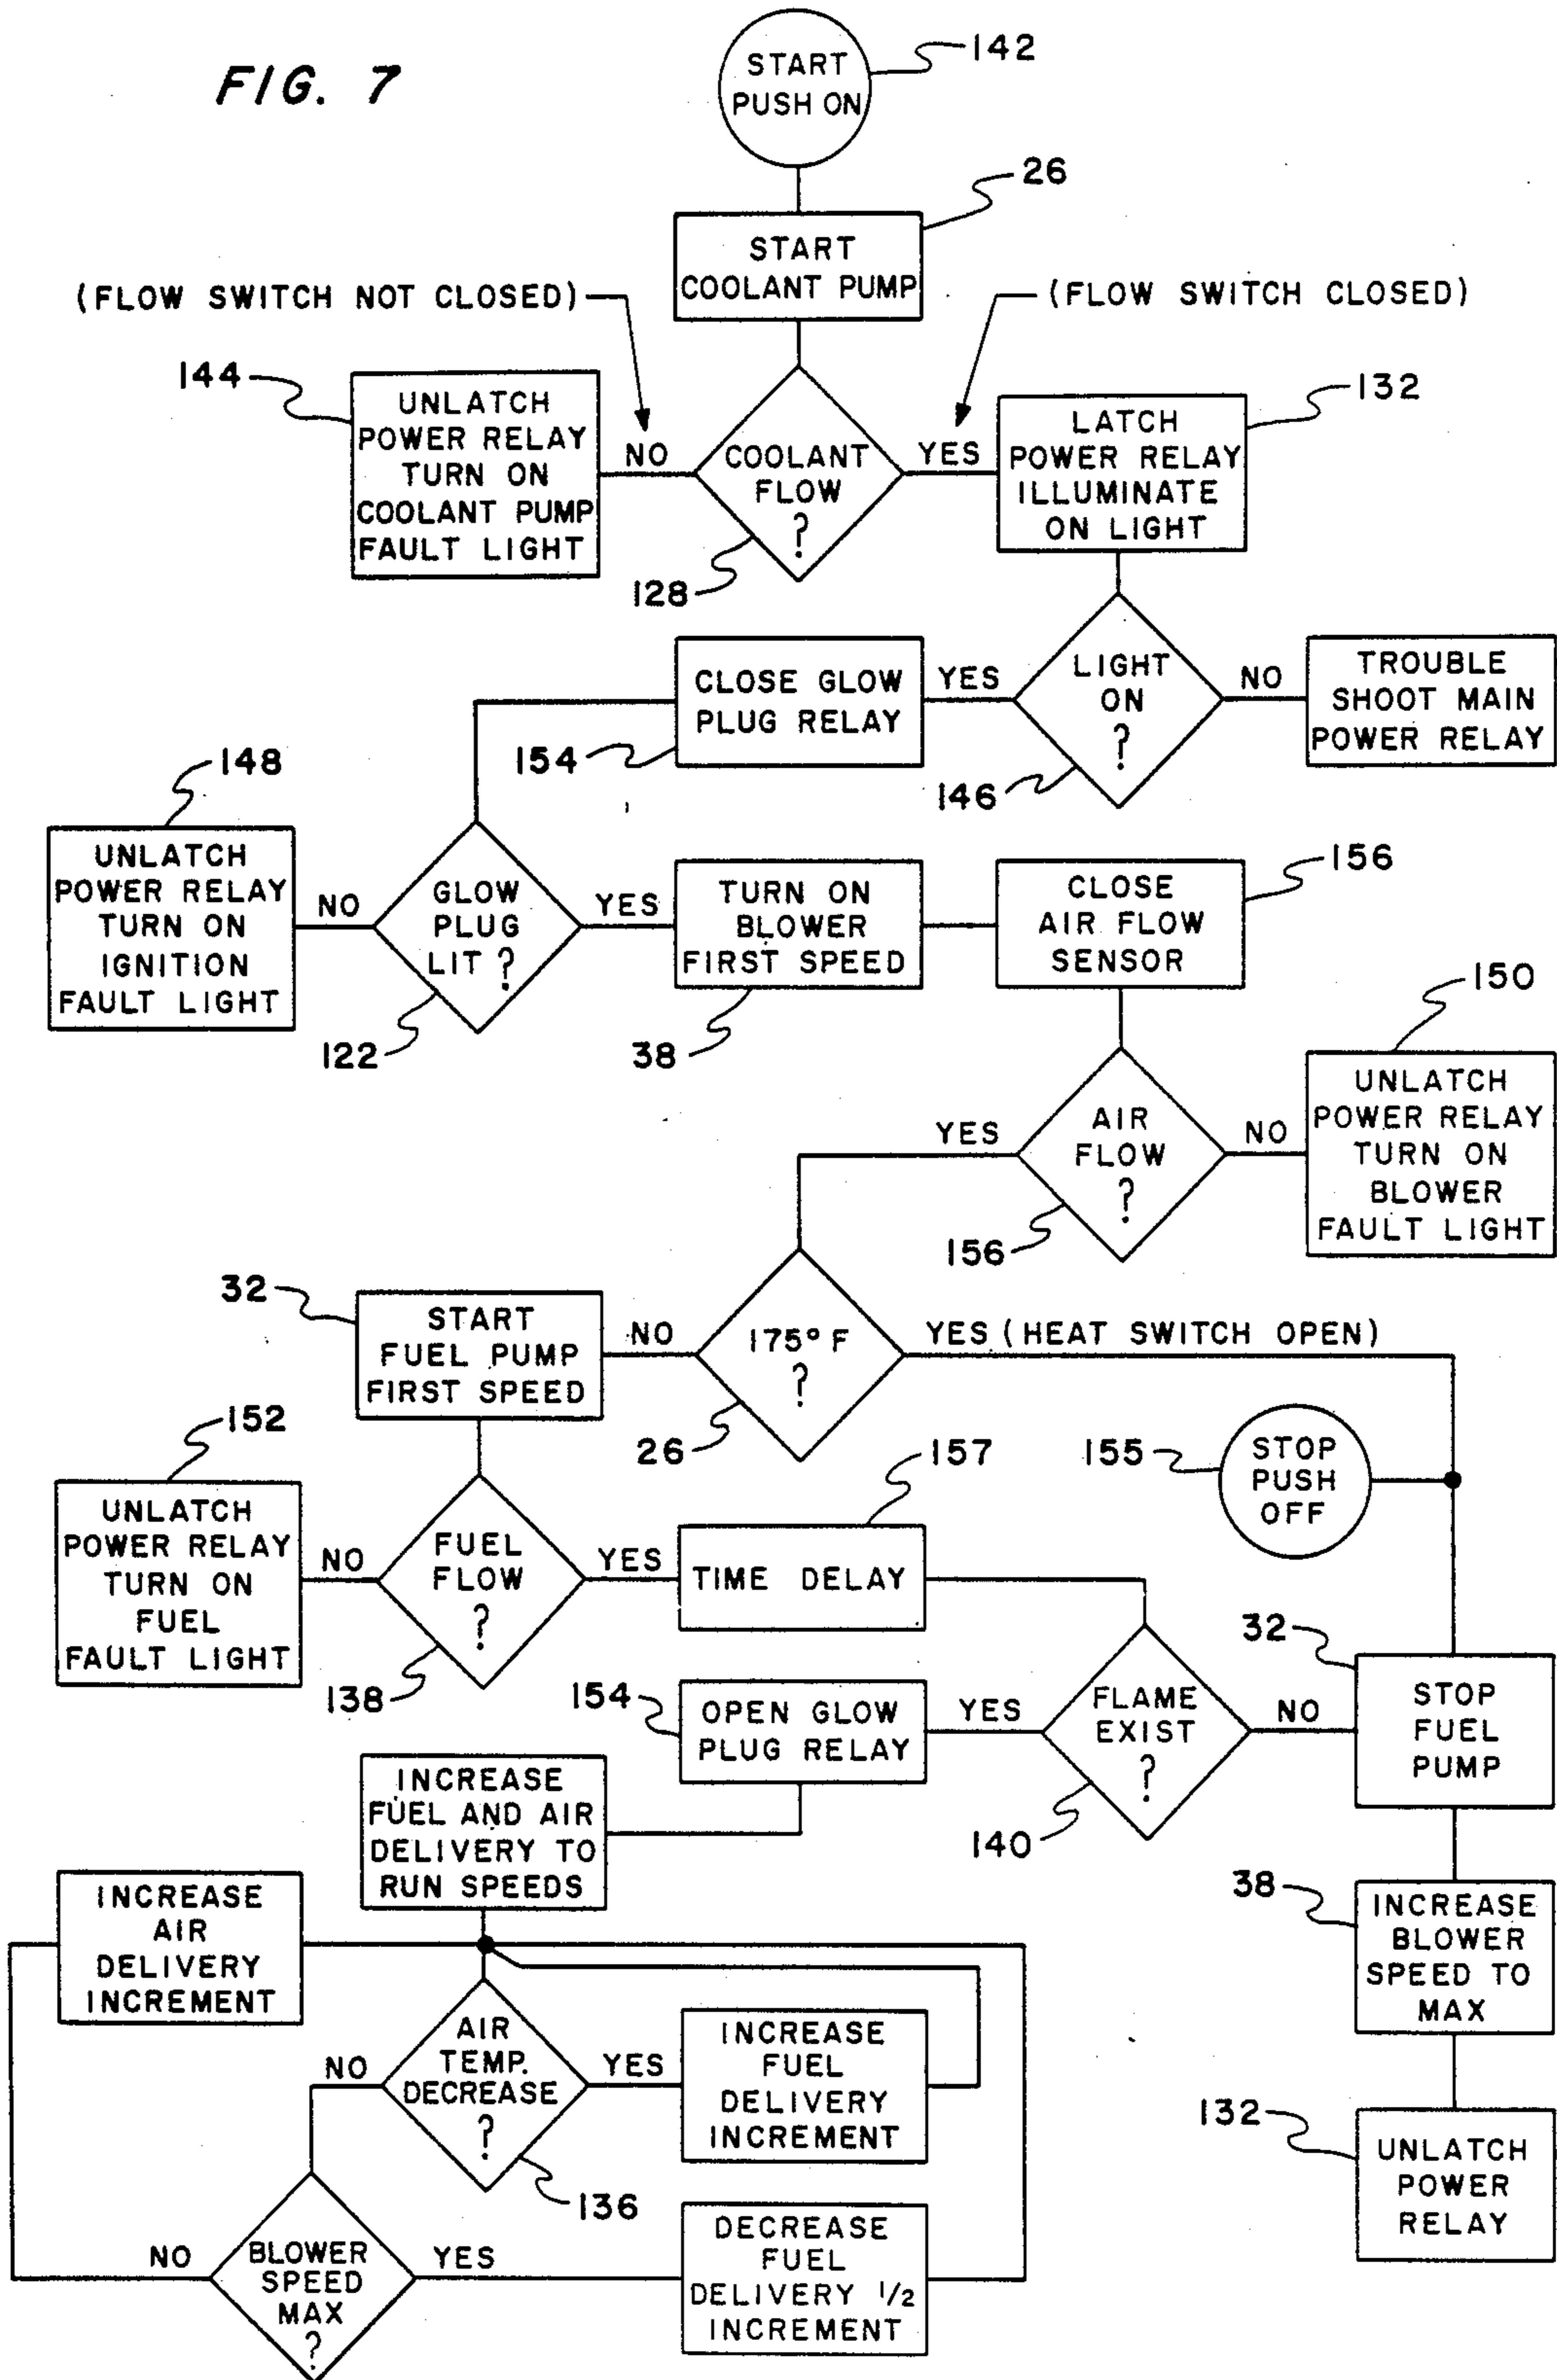 FIG. 7
START
PUSH ON
142
26
START
COOLANT PUMP
(FLOW SWITCH NOT CLOSED)
(FLOW SWITCH CLOSED)
144
UNLATCH
POWER RELAY
TURN ON
COOLANT PUMP
FAULT LIGHT
NO
COOLANT
FLOW
?
128
YES
132
LATCH
POWER RELAY
ILLUMINATE
ON LIGHT
CLOSE GLOW
PLUG RELAY
154
YES
LIGHT
ON
?
146
NO
TROUBLE
SHOOT MAIN
POWER RELAY
148
UNLATCH
POWER RELAY
TURN ON
IGNITION
FAULT LIGHT
NO
GLOW
PLUG
LIT ?
122
YES
TURN ON
BLOWER
FIRST SPEED
38
CLOSE
AIR FLOW
SENSOR
156
YES
AIR
FLOW
?
156
NO
150
UNLATCH
POWER RELAY
TURN ON
BLOWER
FAULT LIGHT
32
START
FUEL PUMP
FIRST SPEED
NO
175° F
?
26
YES (HEAT SWITCH OPEN)
155
STOP
PUSH
OFF
152
UNLATCH
POWER RELAY
TURN ON
FUEL
FAULT LIGHT
NO
FUEL
FLOW
?
138
YES
157
TIME DELAY
154
OPEN GLOW
PLUG RELAY
YES
FLAME
EXIST
?
140
NO
32
STOP
FUEL
PUMP
INCREASE
FUEL AND AIR
DELIVERY TO
RUN SPEEDS
38
INCREASE
BLOWER
SPEED TO
MAX
INCREASE
AIR
DELIVERY
INCREMENT
NO
AIR
TEMP.
DECREASE
?
136
YES
INCREASE
FUEL
DELIVERY
INCREMENT
132
UNLATCH
POWER
RELAY
NO
BLOWER
SPEED
MAX
?
YES
DECREASE
FUEL
DELIVERY 1/2
INCREMENT